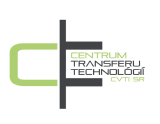 CENTRUM
TRANSFERU
TECHNOLÓGIÍ
CVTI SR